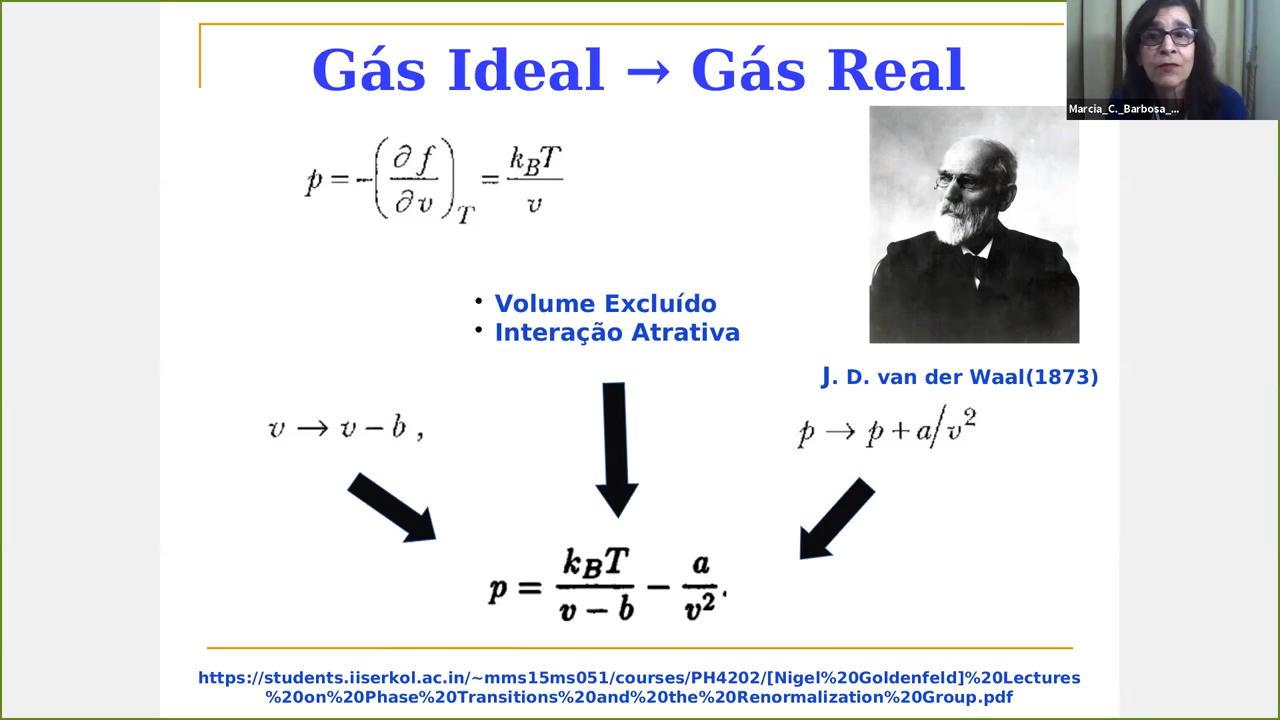 Gás Ideal → Gás Real
Marcia_C._Barbosa_...
p = -(∂f/∂v)_T = k_BT/v
• Volume Excluído
• Interação Atrativa
J. D. van der Waal(1873)
v → v − b ,
p → p + a/v²
p = k_BT/(v − b) − a/v².
https://students.iiserkol.ac.in/~mms15ms051/courses/PH4202/[Nigel%20Goldenfeld]%20Lectures
%20on%20Phase%20Transitions%20and%20the%20Renormalization%20Group.pdf